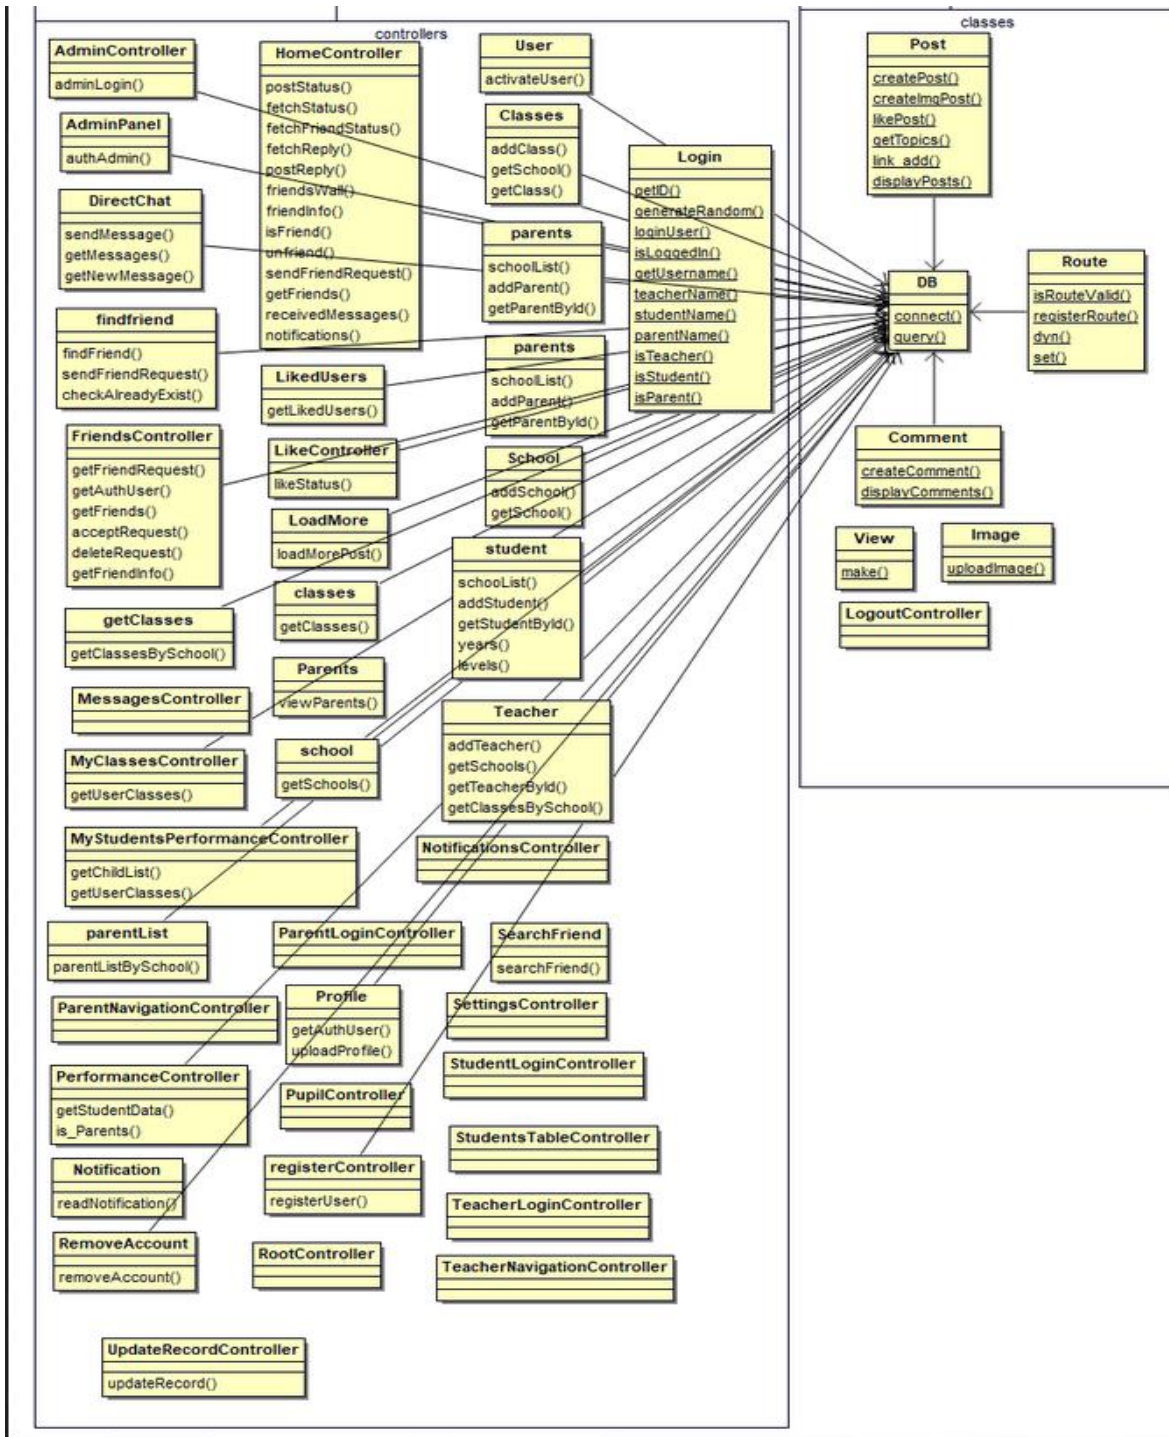 controllers
AdminController
adminLogin()
AdminPanel
authAdmin()
DirectChat
sendMessage()
getMessages()
getNewMessage()
findfriend
findFriend()
sendFriendRequest()
checkAlreadyExist()
FriendsController
getFriendRequest()
getAuthUser()
getFriends()
acceptRequest()
deleteRequest()
getFriendInfo()
getClasses
getClassesBySchool()
MessagesController
MyClassesController
getUserClasses()
MyStudentsPerformanceController
getChildList()
getUserClasses()
parentList
parentListBySchool()
ParentNavigationController
PerformanceController
getStudentData()
is_Parents()
Notification
readNotification()
RemoveAccount
removeAccount()
UpdateRecordController
updateRecord()
HomeController
postStatus()
fetchStatus()
fetchFriendStatus()
fetchReply()
postReply()
friendsWall()
friendInfo()
isFriend()
unfriend()
sendFriendRequest()
getFriends()
receivedMessages()
notifications()
LikedUsers
getLikedUsers()
LikeController
likeStatus()
LoadMore
loadMorePost()
classes
getClasses()
Parents
viewParents()
school
getSchools()
ParentLoginController
Profile
getAuthUser()
uploadProfile()
PupilController
registerController
registerUser()
RootController
User
activateUser()
Classes
addClass()
getSchool()
getClass()
parents
schoolList()
addParent()
getParentById()
parents
schoolList()
addParent()
getParentById()
School
addSchool()
getSchool()
student
schooList()
addStudent()
getStudentById()
years()
levels()
Teacher
addTeacher()
getSchools()
getTeacherById()
getClassesBySchool()
NotificationsController
SearchFriend
searchFriend()
SettingsController
StudentLoginController
StudentsTableController
TeacherLoginController
TeacherNavigationController
Login
getID()
generateRandom()
loginUser()
isLoggedIn()
getUsername()
teacherName()
studentName()
parentName()
isTeacher()
isStudent()
isParent()
classes
Post
createPost()
createImgPost()
likePost()
getTopics()
link_add()
displayPosts()
DB
connect()
query()
Route
isRouteValid()
registerRoute()
dyn()
set()
Comment
createComment()
displayComments()
View
make()
Image
uploadImage()
LogoutController